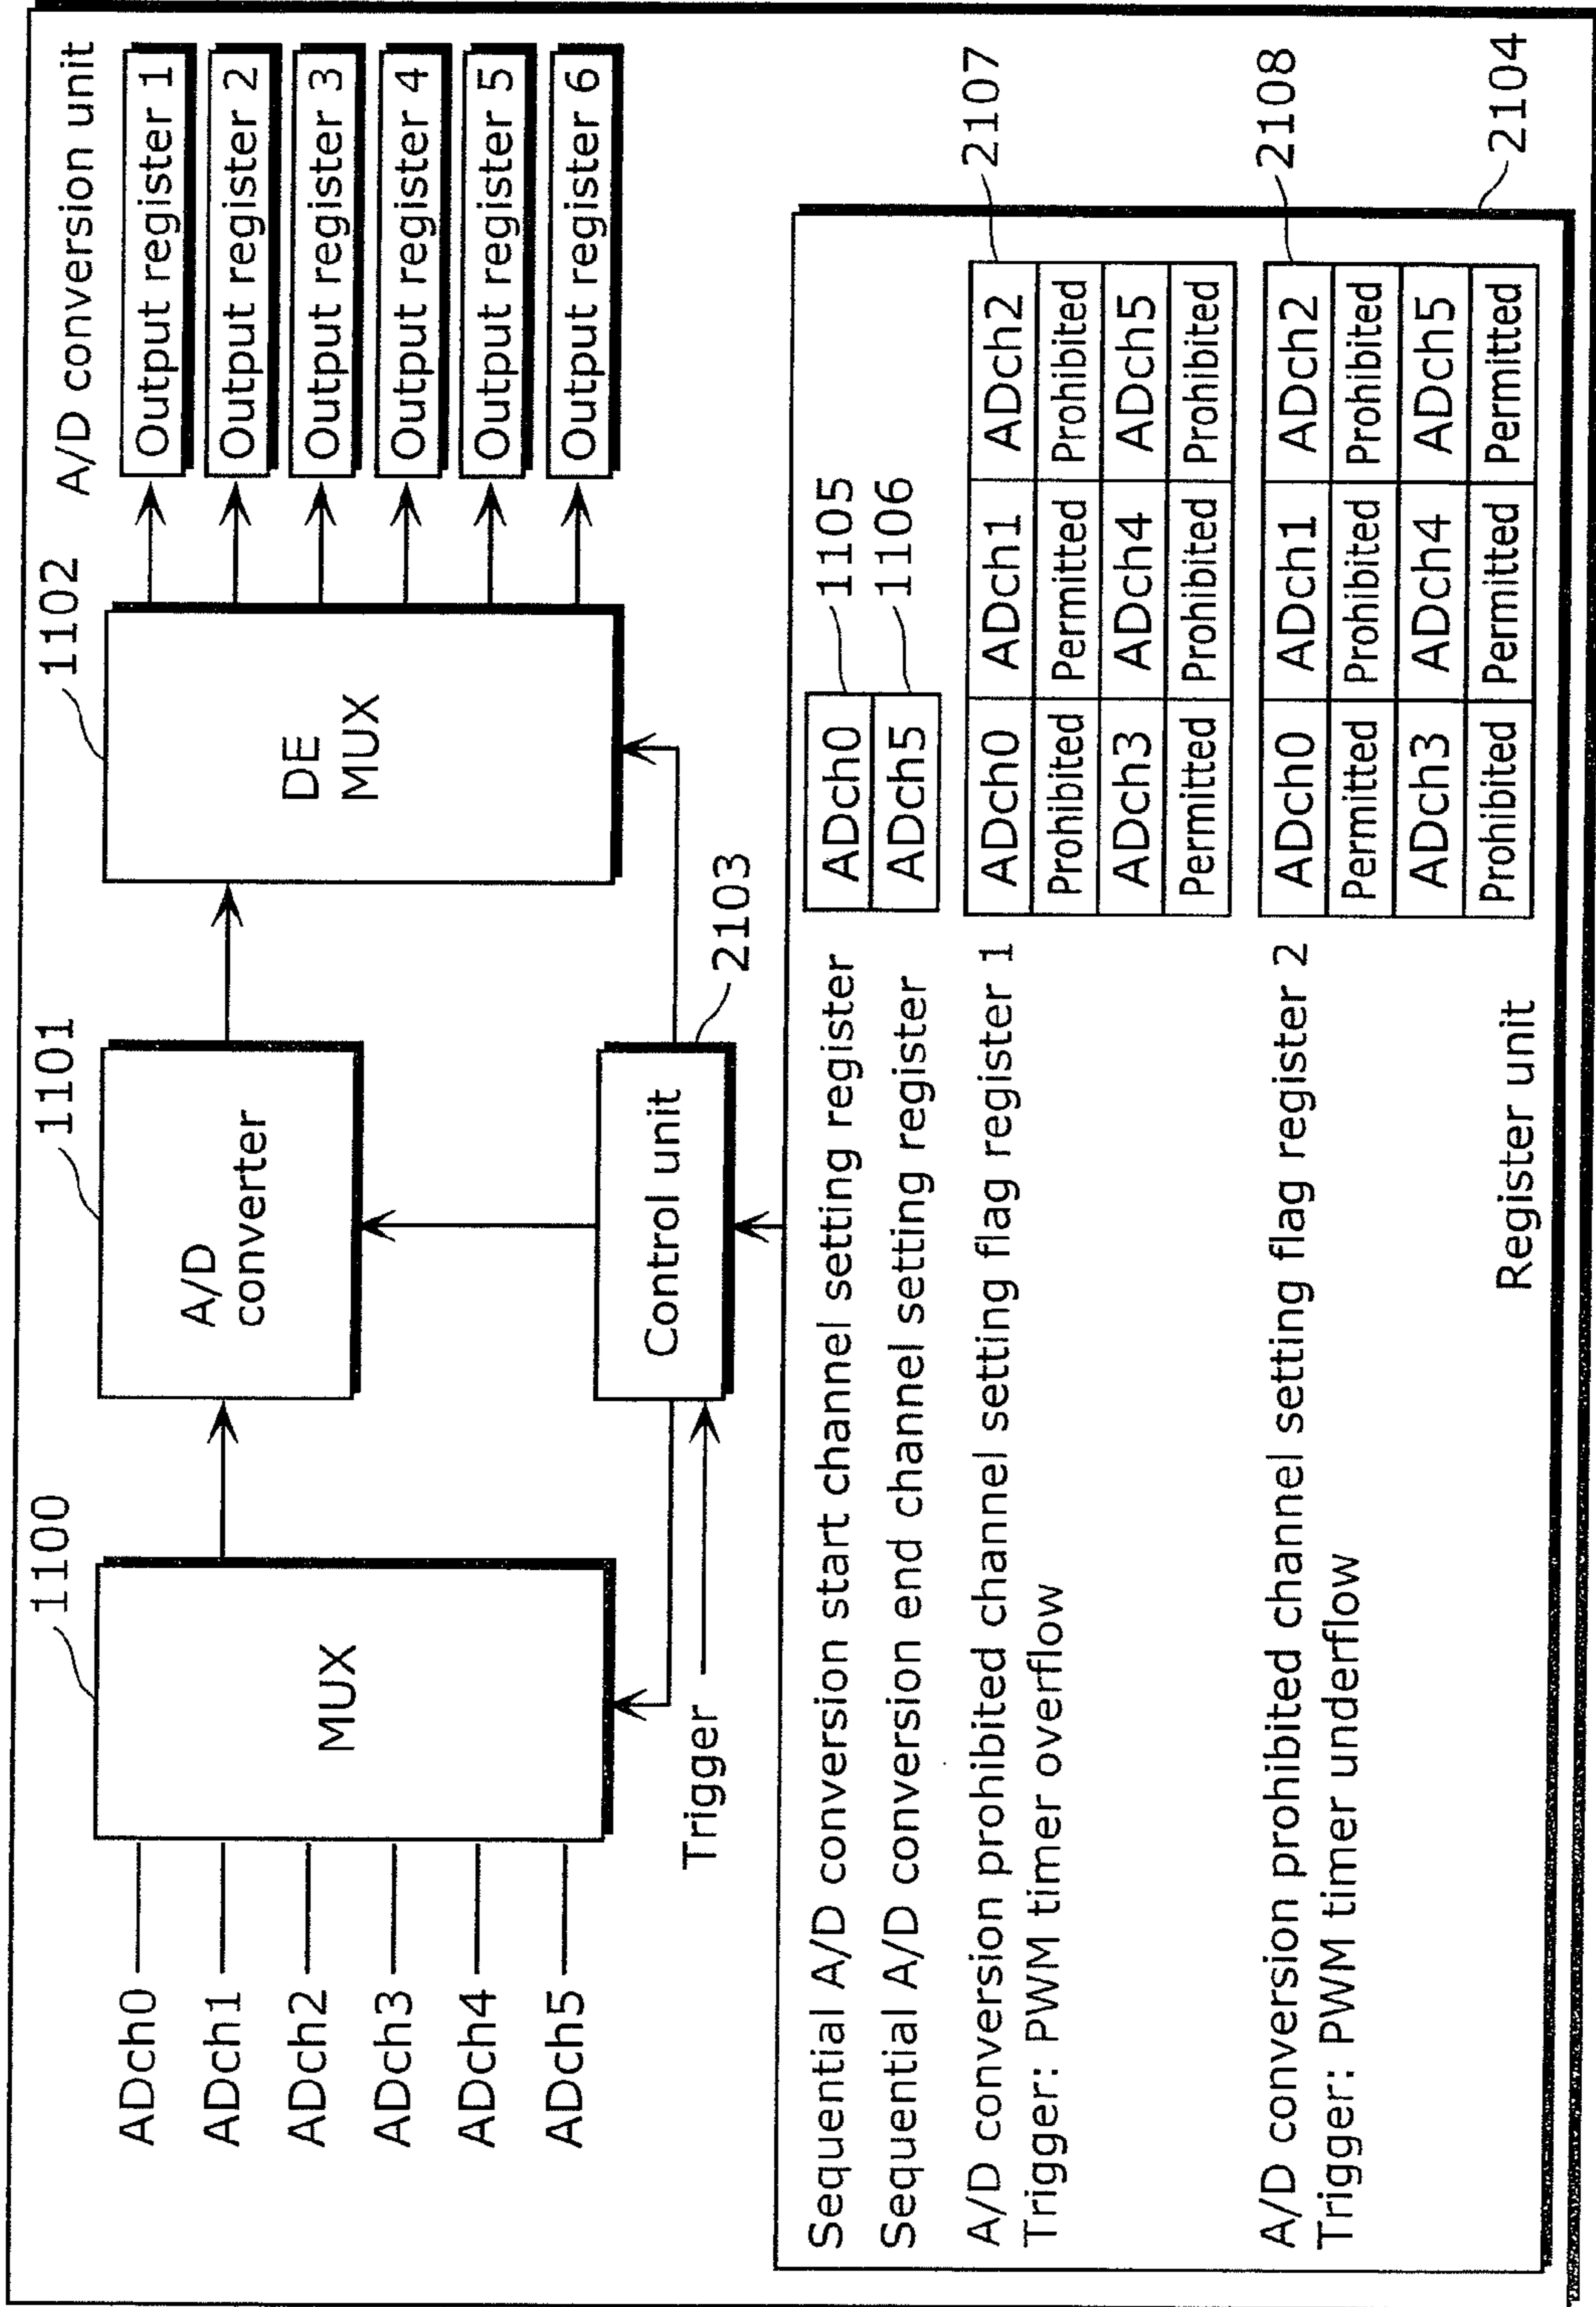 A/D conversion unit
1100
1101
1102
ADch0
ADch1
ADch2
ADch3
ADch4
ADch5
MUX
A/D
converter
DE
MUX
Output register 1
Output register 2
Output register 3
Output register 4
Output register 5
Output register 6
Trigger
Control unit
2103
Sequential A/D conversion start channel setting register
ADch0
1105
Sequential A/D conversion end channel setting register
ADch5
1106
A/D conversion prohibited channel setting flag register 1
Trigger: PWM timer overflow
ADch0 ADch1 ADch2
Prohibited Permitted Prohibited
ADch3 ADch4 ADch5
Permitted Prohibited Prohibited
2107
A/D conversion prohibited channel setting flag register 2
Trigger: PWM timer underflow
ADch0 ADch1 ADch2
Permitted Prohibited Prohibited
ADch3 ADch4 ADch5
Prohibited Permitted Permitted
2108
Register unit
2104